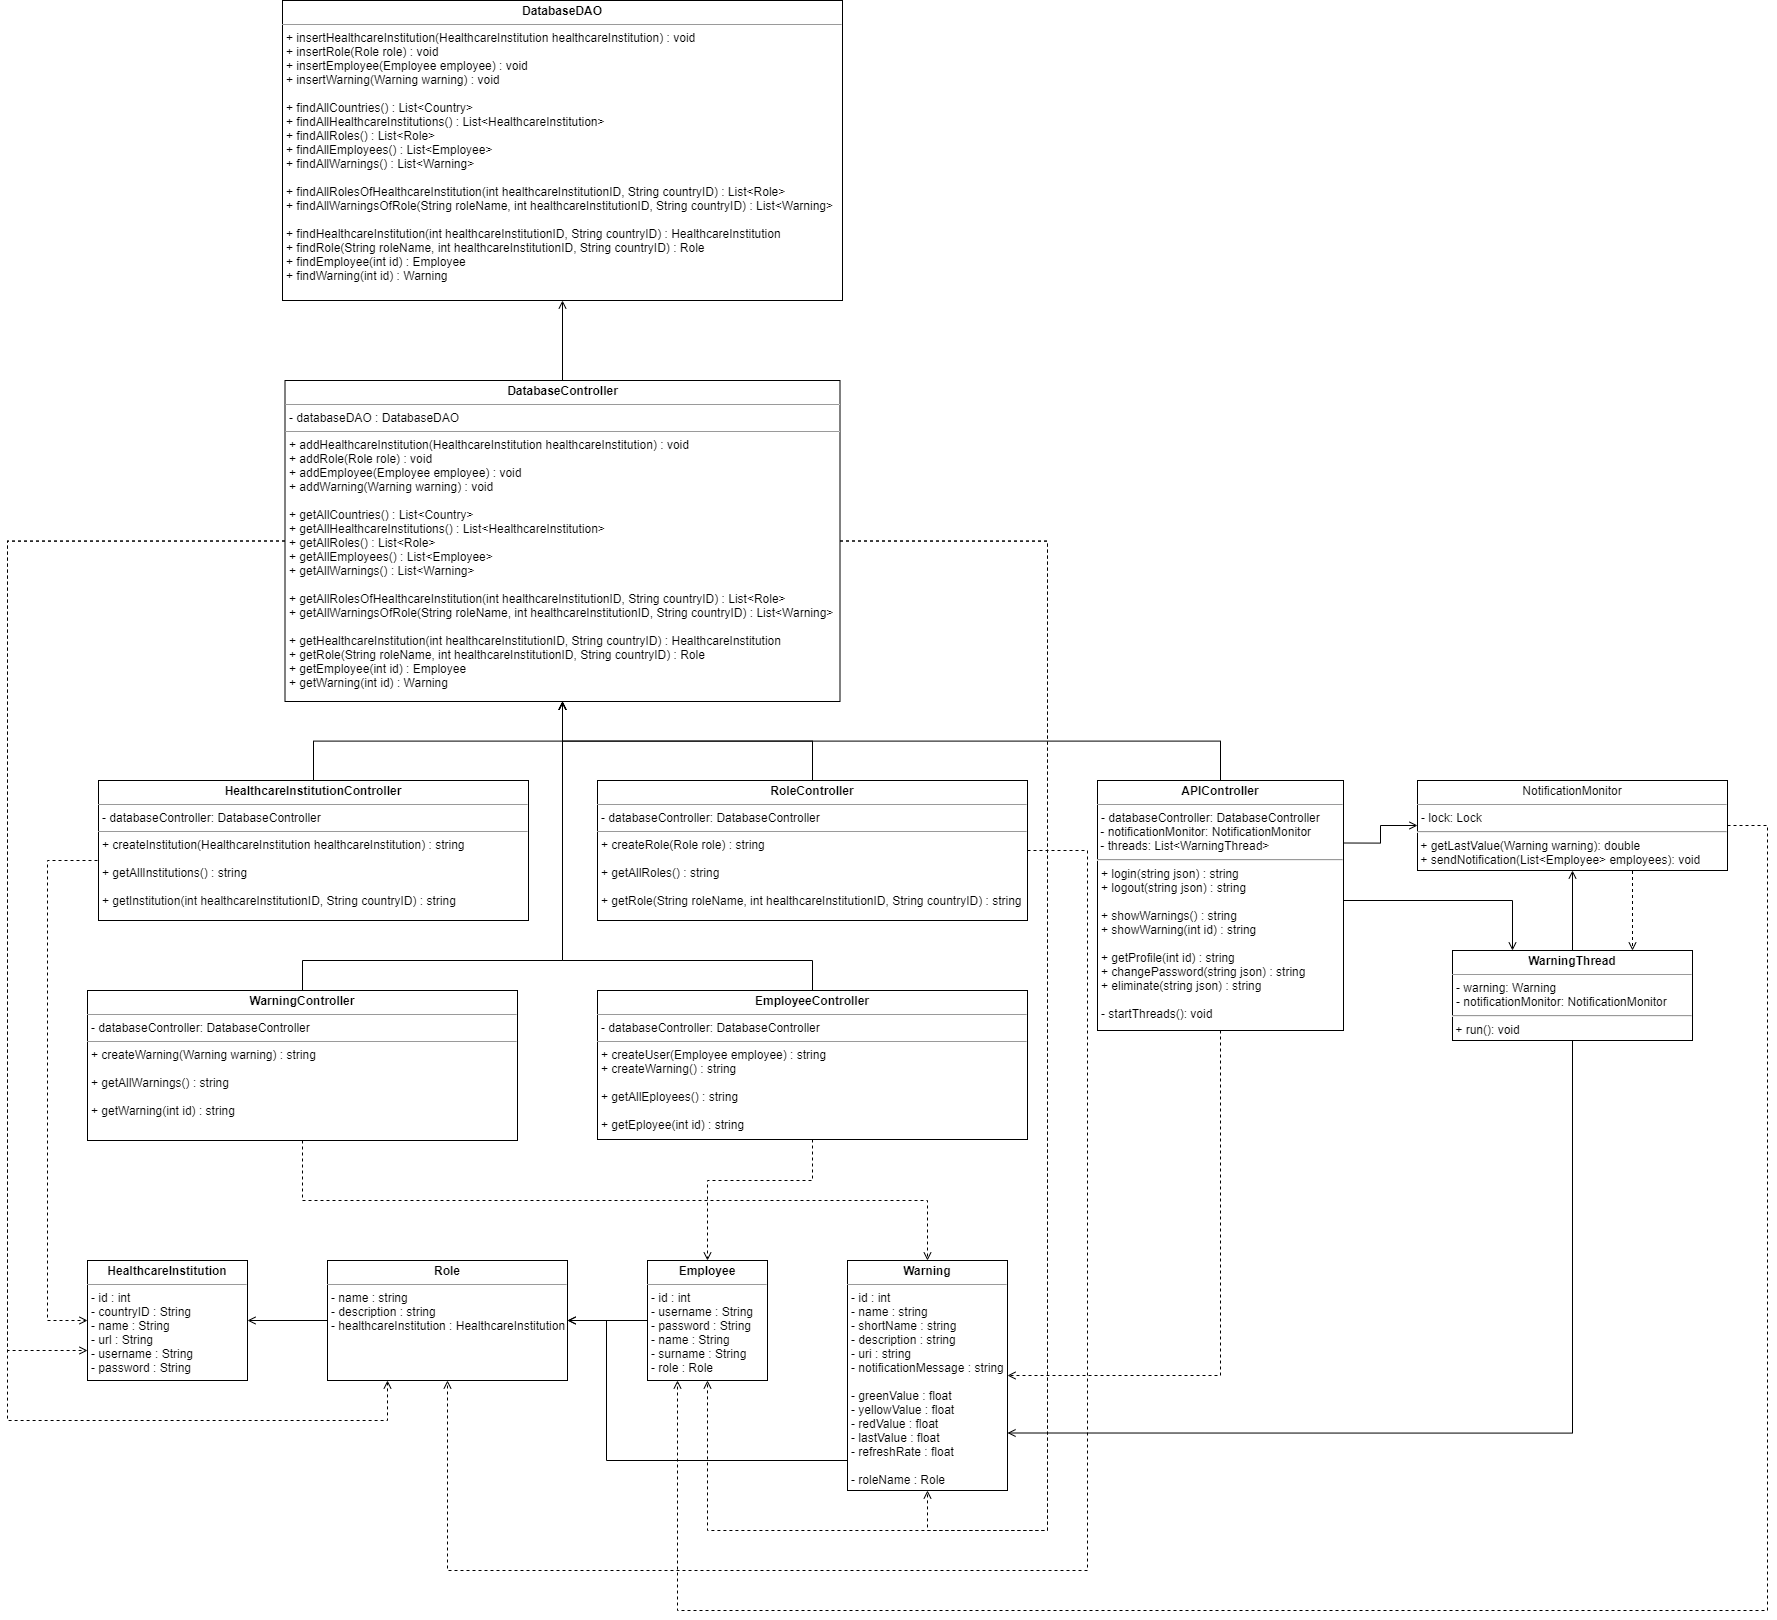 DatabaseDAO
+ insertHealthcareInstitution(HealthcareInstitution healthcareInstitution) : void
+ insertRole(Role role) : void
+ insertEmployee(Employee employee) : void
+ insertWarning(Warning warning) : void
+ findAllCountries() : List<Country>
+ findAllHealthcareInstitutions() : List<HealthcareInstitution>
+ findAllRoles() : List<Role>
+ findAllEmployees() : List<Employee>
+ findAllWarnings() : List<Warning>
+ findAllRolesOfHealthcareInstitution(int healthcareInstitutionID, String countryID) : List<Role>
+ findAllWarningsOfRole(String roleName, int healthcareInstitutionID, String countryID) : List<Warning>
+ findHealthcareInstitution(int healthcareInstitutionID, String countryID) : HealthcareInstitution
+ findRole(String roleName, int healthcareInstitutionID, String countryID) : Role
+ findEmployee(int id) : Employee
+ findWarning(int id) : Warning
DatabaseController
- databaseDAO : DatabaseDAO
+ addHealthcareInstitution(HealthcareInstitution healthcareInstitution) : void
+ addRole(Role role) : void
+ addEmployee(Employee employee) : void
+ addWarning(Warning warning) : void
+ getAllCountries() : List<Country>
+ getAllHealthcareInstitutions() : List<HealthcareInstitution>
+ getAllRoles() : List<Role>
+ getAllEmployees() : List<Employee>
+ getAllWarnings() : List<Warning>
+ getAllRolesOfHealthcareInstitution(int healthcareInstitutionID, String countryID) : List<Role>
+ getAllWarningsOfRole(String roleName, int healthcareInstitutionID, String countryID) : List<Warning>
+ getHealthcareInstitution(int healthcareInstitutionID, String countryID) : HealthcareInstitution
+ getRole(String roleName, int healthcareInstitutionID, String countryID) : Role
+ getEmployee(int id) : Employee
+ getWarning(int id) : Warning
HealthcareInstitutionController
- databaseController: DatabaseController
+ createInstitution(HealthcareInstitution healthcareInstitution) : string
+ getAllInstitutions() : string
+ getInstitution(int healthcareInstitutionID, String countryID) : string
RoleController
- databaseController: DatabaseController
+ createRole(Role role) : string
+ getAllRoles() : string
+ getRole(String roleName, int healthcareInstitutionID, String countryID) : string
APIController
- databaseController: DatabaseController
- notificationMonitor: NotificationMonitor
- threads: List<WarningThread>
+ login(string json) : string
+ logout(string json) : string
+ showWarnings() : string
+ showWarning(int id) : string
+ getProfile(int id) : string
+ changePassword(string json) : string
+ eliminate(string json) : string
- startThreads(): void
NotificationMonitor
- lock: Lock
+ getLastValue(Warning warning): double
+ sendNotification(List<Employee> employees): void
WarningThread
- warning: Warning
- notificationMonitor: NotificationMonitor
+ run(): void
WarningController
- databaseController: DatabaseController
+ createWarning(Warning warning) : string
+ getAllWarnings() : string
+ getWarning(int id) : string
EmployeeController
- databaseController: DatabaseController
+ createUser(Employee employee) : string
+ createWarning() : string
+ getAllEployees() : string
+ getEployee(int id) : string
HealthcareInstitution
- id : int
- countryID : String
- name : String
- url : String
- username : String
- password : String
Role
- name : string
- description : string
- healthcareInstitution : HealthcareInstitution
Employee
- id : int
- username : String
- password : String
- name : String
- surname : String
- role : Role
Warning
- id : int
- name : string
- shortName : string
- description : string
- uri : string
- notificationMessage : string
- greenValue : float
- yellowValue : float
- redValue : float
- lastValue : float
- refreshRate : float
- roleName : Role